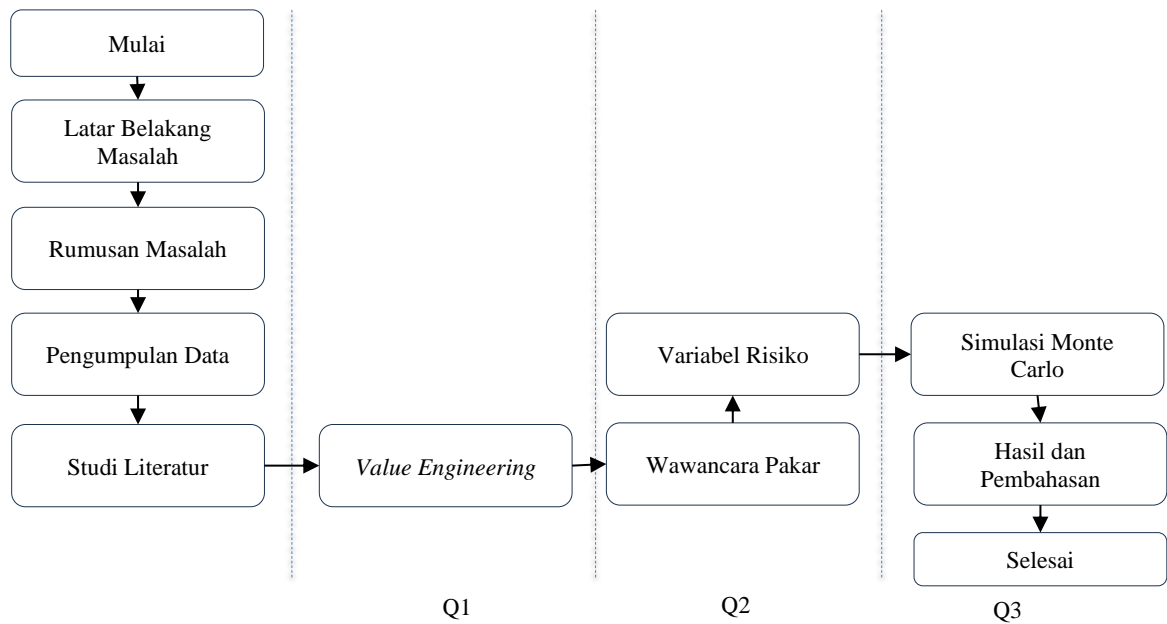 Mulai
Latar Belakang
Masalah
Rumusan Masalah
Pengumpulan Data
Studi Literatur
Value Engineering
Wawancara Pakar
Variabel Risiko
Simulasi Monte
Carlo
Hasil dan
Pembahasan
Selesai
Q1
Q2
Q3